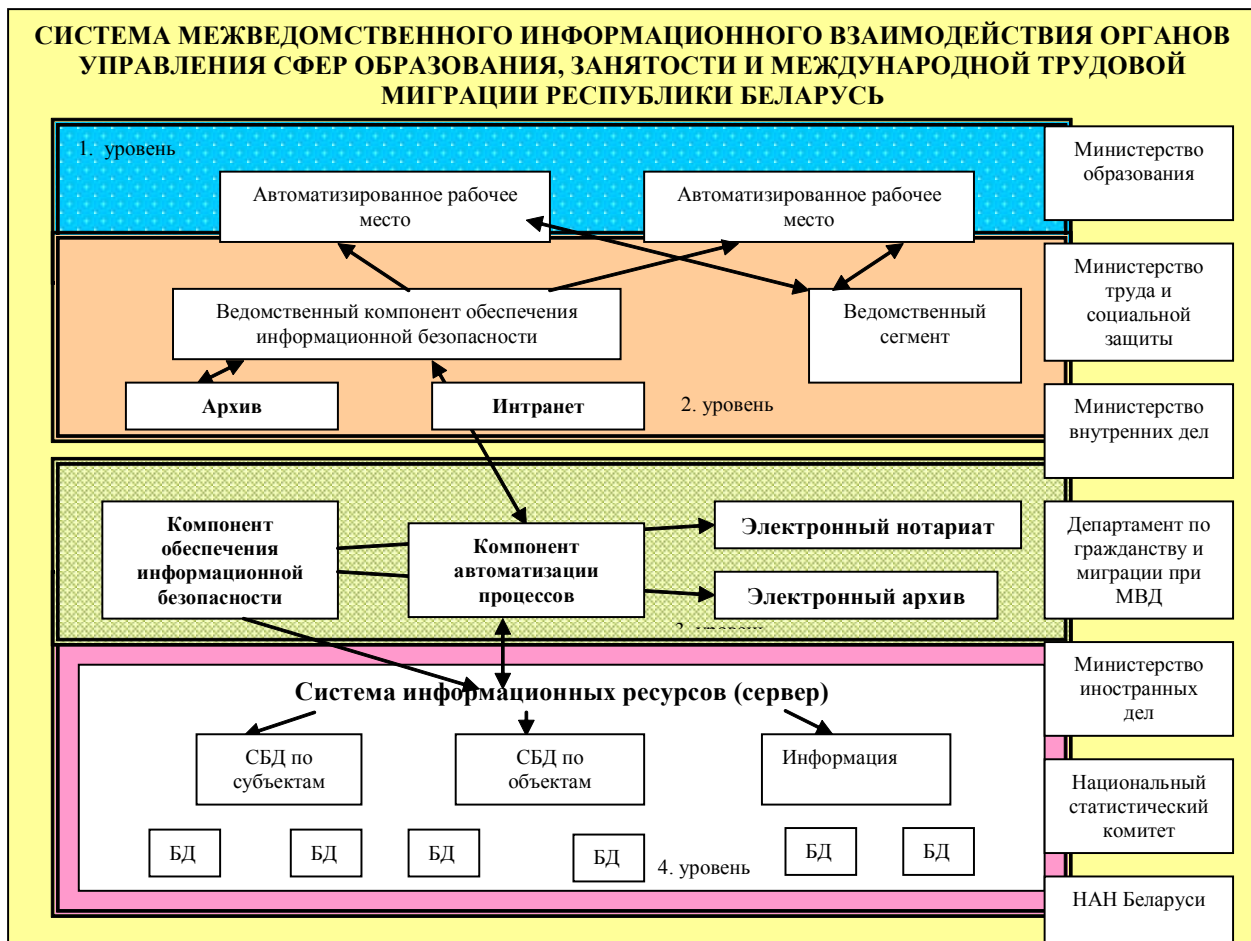 СИСТЕМА МЕЖВЕДОМСТВЕННОГО ИНФОРМАЦИОННОГО ВЗАИМОДЕЙСТВИЯ ОРГАНОВ
УПРАВЛЕНИЯ СФЕР ОБРАЗОВАНИЯ, ЗАНЯТОСТИ И МЕЖДУНАРОДНОЙ ТРУДОВОЙ
МИГРАЦИИ РЕСПУБЛИКИ БЕЛАРУСЬ
1. уровень
Автоматизированное рабочее
место
Автоматизированное рабочее
место
Ведомственный компонент обеспечения
информационной безопасности
Ведомственный
сегмент
Архив
Интранет
2. уровень
Компонент
обеспечения
информационной
безопасности
Компонент
автоматизации
процессов
Электронный нотариат
Электронный архив
3. уровень
Система информационных ресурсов (сервер)
СБД по
субъектам
СБД по
объектам
Информация
БД
БД
БД
БД
БД
БД
4. уровень
Министерство
образования
Министерство
труда и
социальной
защиты
Министерство
внутренних дел
Департамент по
гражданству и
миграции при
МВД
Министерство
иностранных
дел
Национальный
статистический
комитет
НАН Беларуси